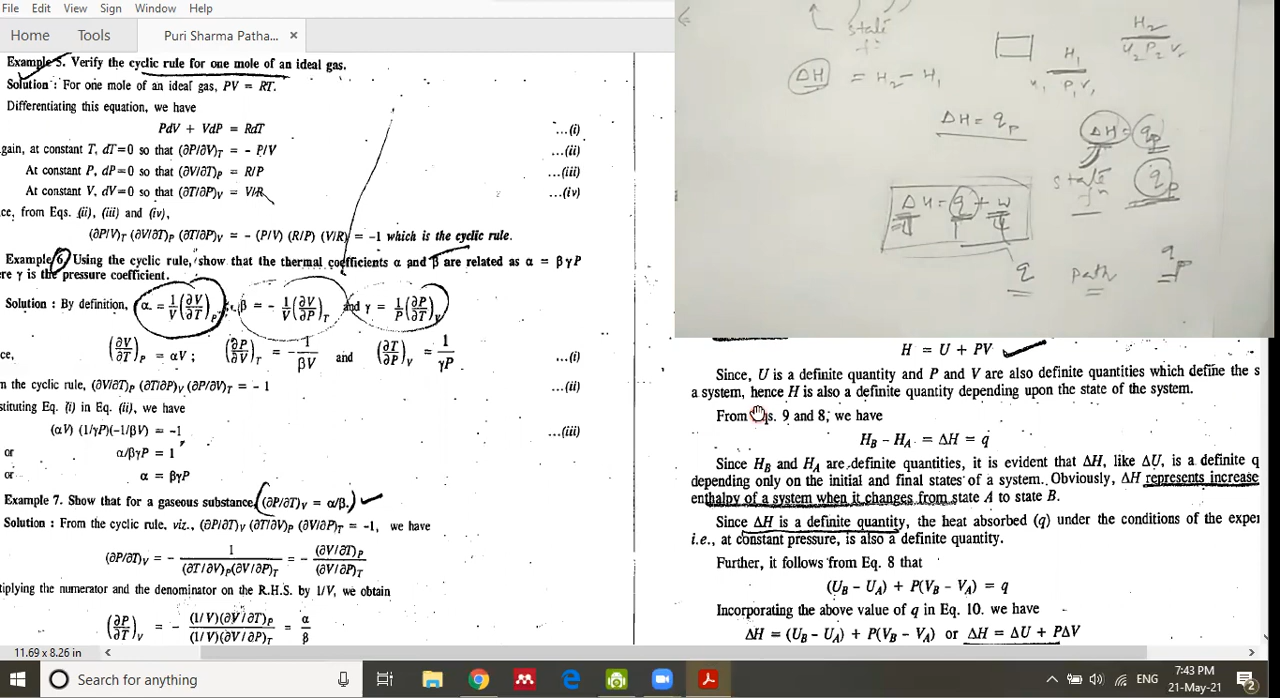 File Edit View Sign Window Help
Home Tools Puri Sharma Patha... ×
Example 5. Verify the cyclic rule for one mole of an ideal gas.
Solution : For one mole of an ideal gas, PV = RT.
Differentiating this equation, we have
PdV + VdP = RdT ...(i)
gain, at constant T, dT=0 so that (∂P/∂V)T = - P/V ...(ii)
At constant P, dP=0 so that (∂V/∂T)P = R/P ...(iii)
At constant V, dV=0 so that (∂T/∂P)V = V/R ...(iv)
ce, from Eqs. (ii), (iii) and (iv),
(∂P/V)T (∂V/∂T)P (∂T/∂P)V = - (P/V) (R/P) (V/R) = -1 which is the cyclic rule.
Example 6. Using the cyclic rule, show that the thermal coefficients α and β are related as α = βγP
re γ is the pressure coefficient.
Solution : By definition, α = 1/V (∂V/∂T)P ; β = - 1/V (∂V/∂P)T and γ = 1/P (∂P/∂T)V
ce, (∂V/∂T)P = αV ; (∂P/∂V)T = - 1/βV and (∂T/∂P)V = 1/γP ...(i)
m the cyclic rule, (∂V/∂T)P (∂T/∂P)V (∂P/∂V)T = - 1 ...(ii)
stituting Eq. (i) in Eq. (ii), we have
(αV) (1/γP)(-1/βV) = -1 ...(iii)
or α/βγP = 1
or α = βγP
Example 7. Show that for a gaseous substance (∂P/∂T)V = α/β.
Solution : From the cyclic rule, viz., (∂P/∂T)V (∂T/∂V)P (∂V/∂P)T = -1, we have
(∂P/∂T)V = - 1/(∂T/∂V)P(∂V/∂P)T = - (∂V/∂T)P/(∂V/∂P)T
tiplying the numerator and the denominator on the R.H.S. by 1/V, we obtain
(∂P/∂T)V = - (1/V)(∂V/∂T)P/(1/V)(∂V/∂P)T = α/β
11.69 x 8.26 in
state
ΔH = H2 - H1
H1
P1 V1
H2
U2 P2 V2
ΔH = qP
ΔH = qP
state fn qP
ΔU = q + w
q path qP
H = U + PV
Since, U is a definite quantity and P and V are also definite quantities which define the s
a system, hence H is also a definite quantity depending upon the state of the system.
From 9 and 8, we have
HB - HA = ΔH = q
Since HB and HA are definite quantities, it is evident that ΔH, like ΔU, is a definite q
depending only on the initial and final states of a system. Obviously, ΔH represents increase
enthalpy of a system when it changes from state A to state B.
Since ΔH is a definite quantity, the heat absorbed (q) under the conditions of the exper
i.e., at constant pressure, is also a definite quantity.
Further, it follows from Eq. 8 that
(UB - UA) + P(VB - VA) = q
Incorporating the above value of q in Eq. 10. we have
ΔH = (UB - UA) + P(VB - VA) or ΔH = ΔU + PΔV
Search for anything
ENG
7:43 PM
21-May-21
2